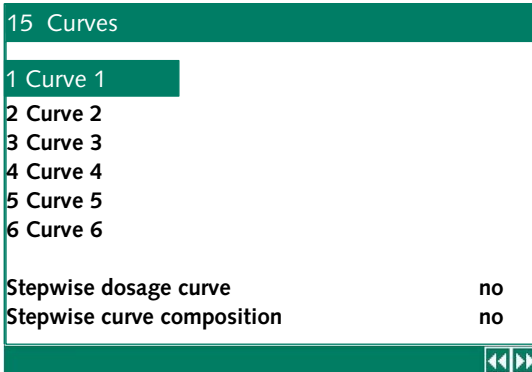 15 Curves
1 Curve 1
2 Curve 2
3 Curve 3
4 Curve 4
5 Curve 5
6 Curve 6
Stepwise dosage curve no
Stepwise curve composition no